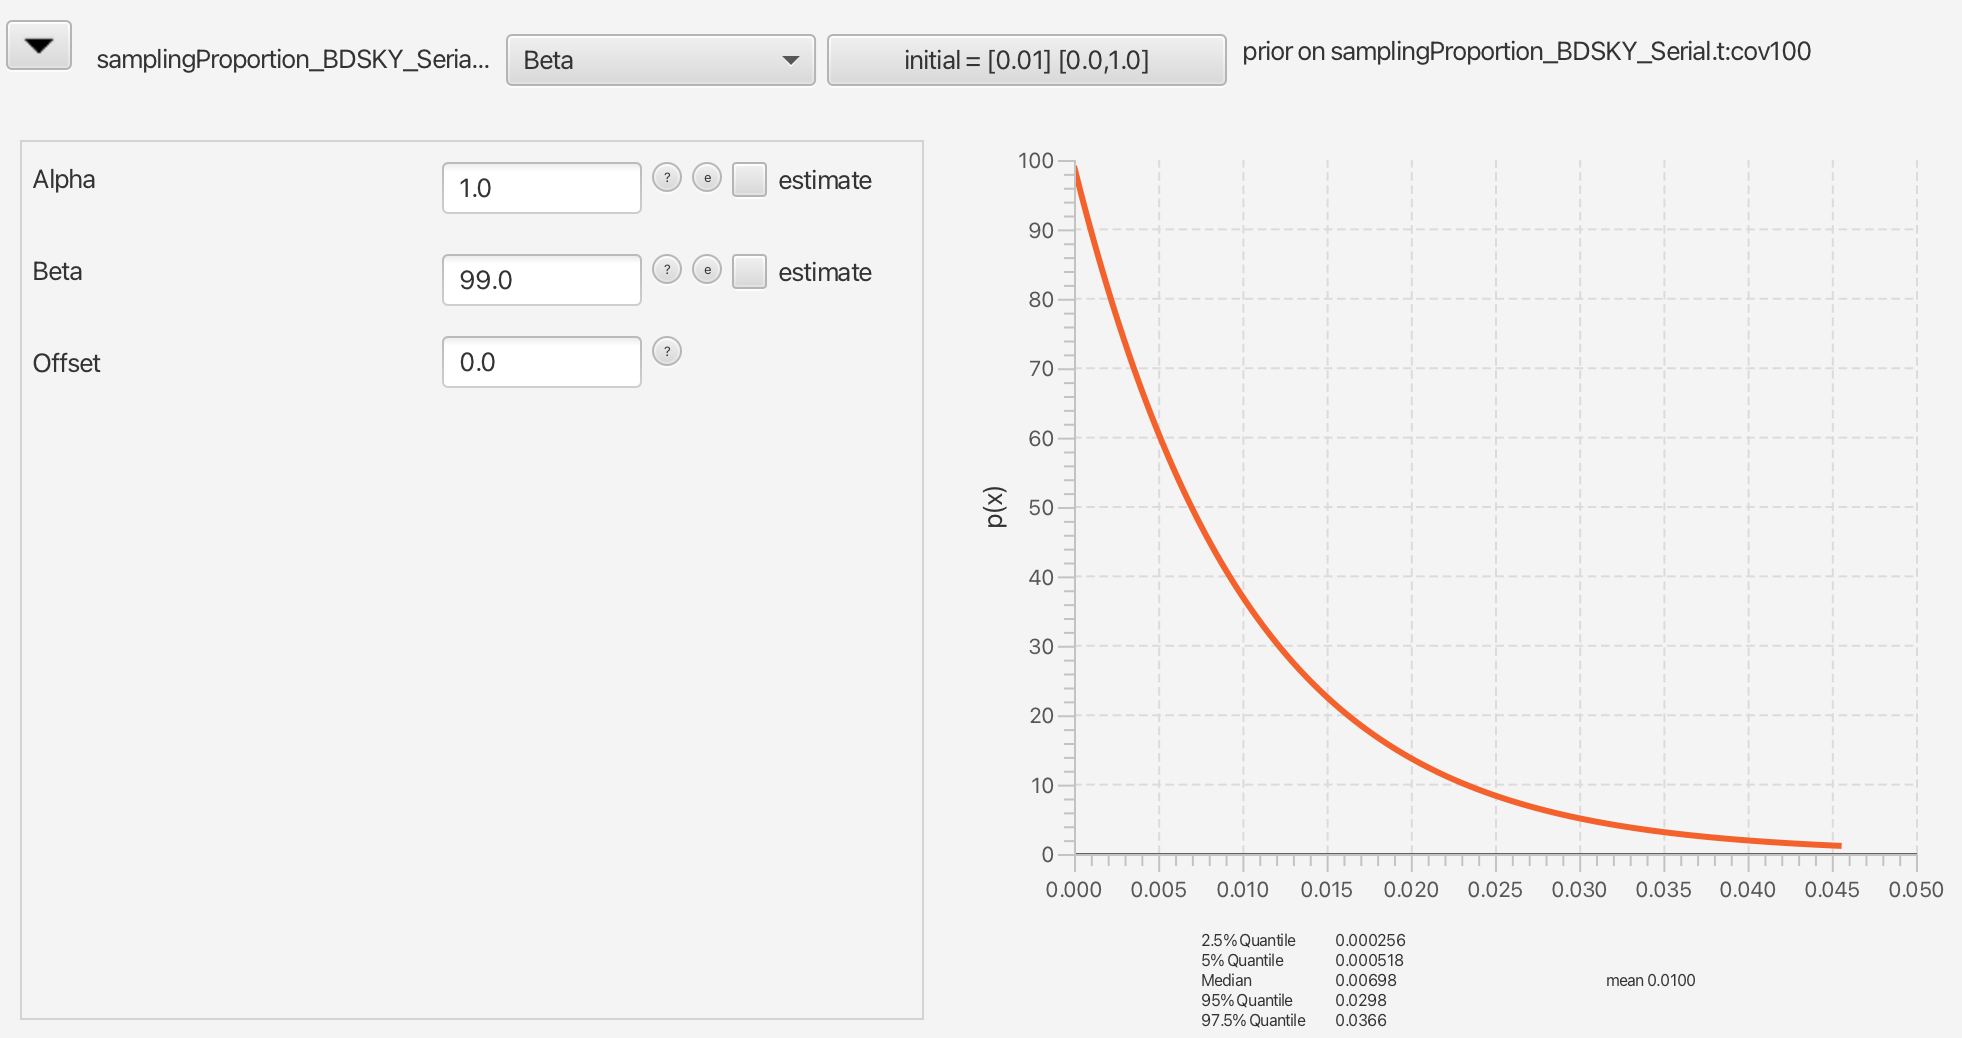 samplingProportion_BDSKY_Seria... Beta initial = [0.01] [0.0,1.0] prior on samplingProportion_BDSKY_Serial.t:cov100
Alpha 1.0 ? e estimate
Beta 99.0 ? e estimate
Offset 0.0 ?
p(x)
100
90
80
70
60
50
40
30
20
10
0
0.000 0.005 0.010 0.015 0.020 0.025 0.030 0.035 0.040 0.045 0.050
2.5% Quantile 0.000256
5% Quantile 0.000518
Median 0.00698 mean 0.0100
95% Quantile 0.0298
97.5% Quantile 0.0366